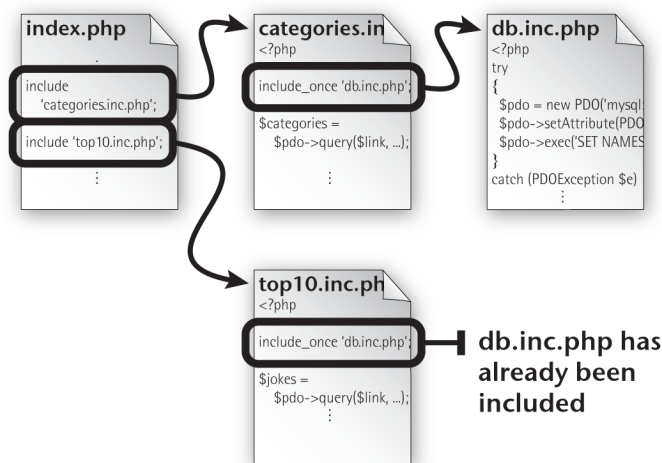 index.php
include
'categories.inc.php';
include 'top10.inc.php';
categories.in
<?php
include_once 'db.inc.php';
$categories =
$pdo->query($link, ...);
db.inc.php
<?php
try
{
$pdo = new PDO('mysql:
$pdo->setAttribute(PDO
$pdo->exec('SET NAMES
}
catch (PDOException $e)
top10.inc.ph
<?php
include_once 'db.inc.php';
$jokes =
$pdo->query($link, ...);
db.inc.php has
already been
included